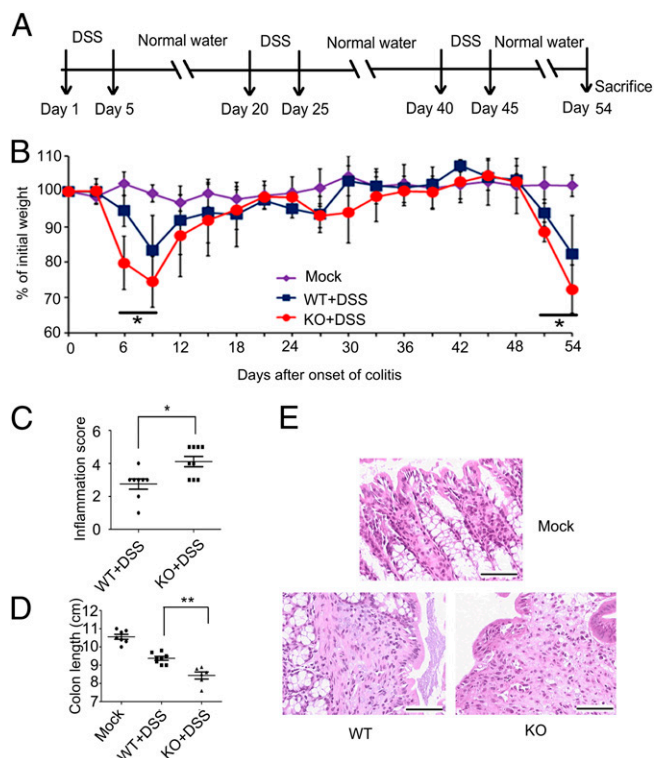 A
DSS Normal water DSS Normal water DSS Normal water
Sacrifice
Day 1 Day 5 Day 20 Day 25 Day 40 Day 45 Day 54
B
110
100
90
80
70
60
% of initial weight
Mock
WT+DSS
KO+DSS
* *
0 6 12 18 24 30 36 42 48 54
Days after onset of colitis
C
*
6
4
2
0
Inflammation score
WT+DSS KO+DSS
D
**
12
11
10
9
8
7
Colon length (cm)
Mock WT+DSS KO+DSS
E
Mock
WT KO